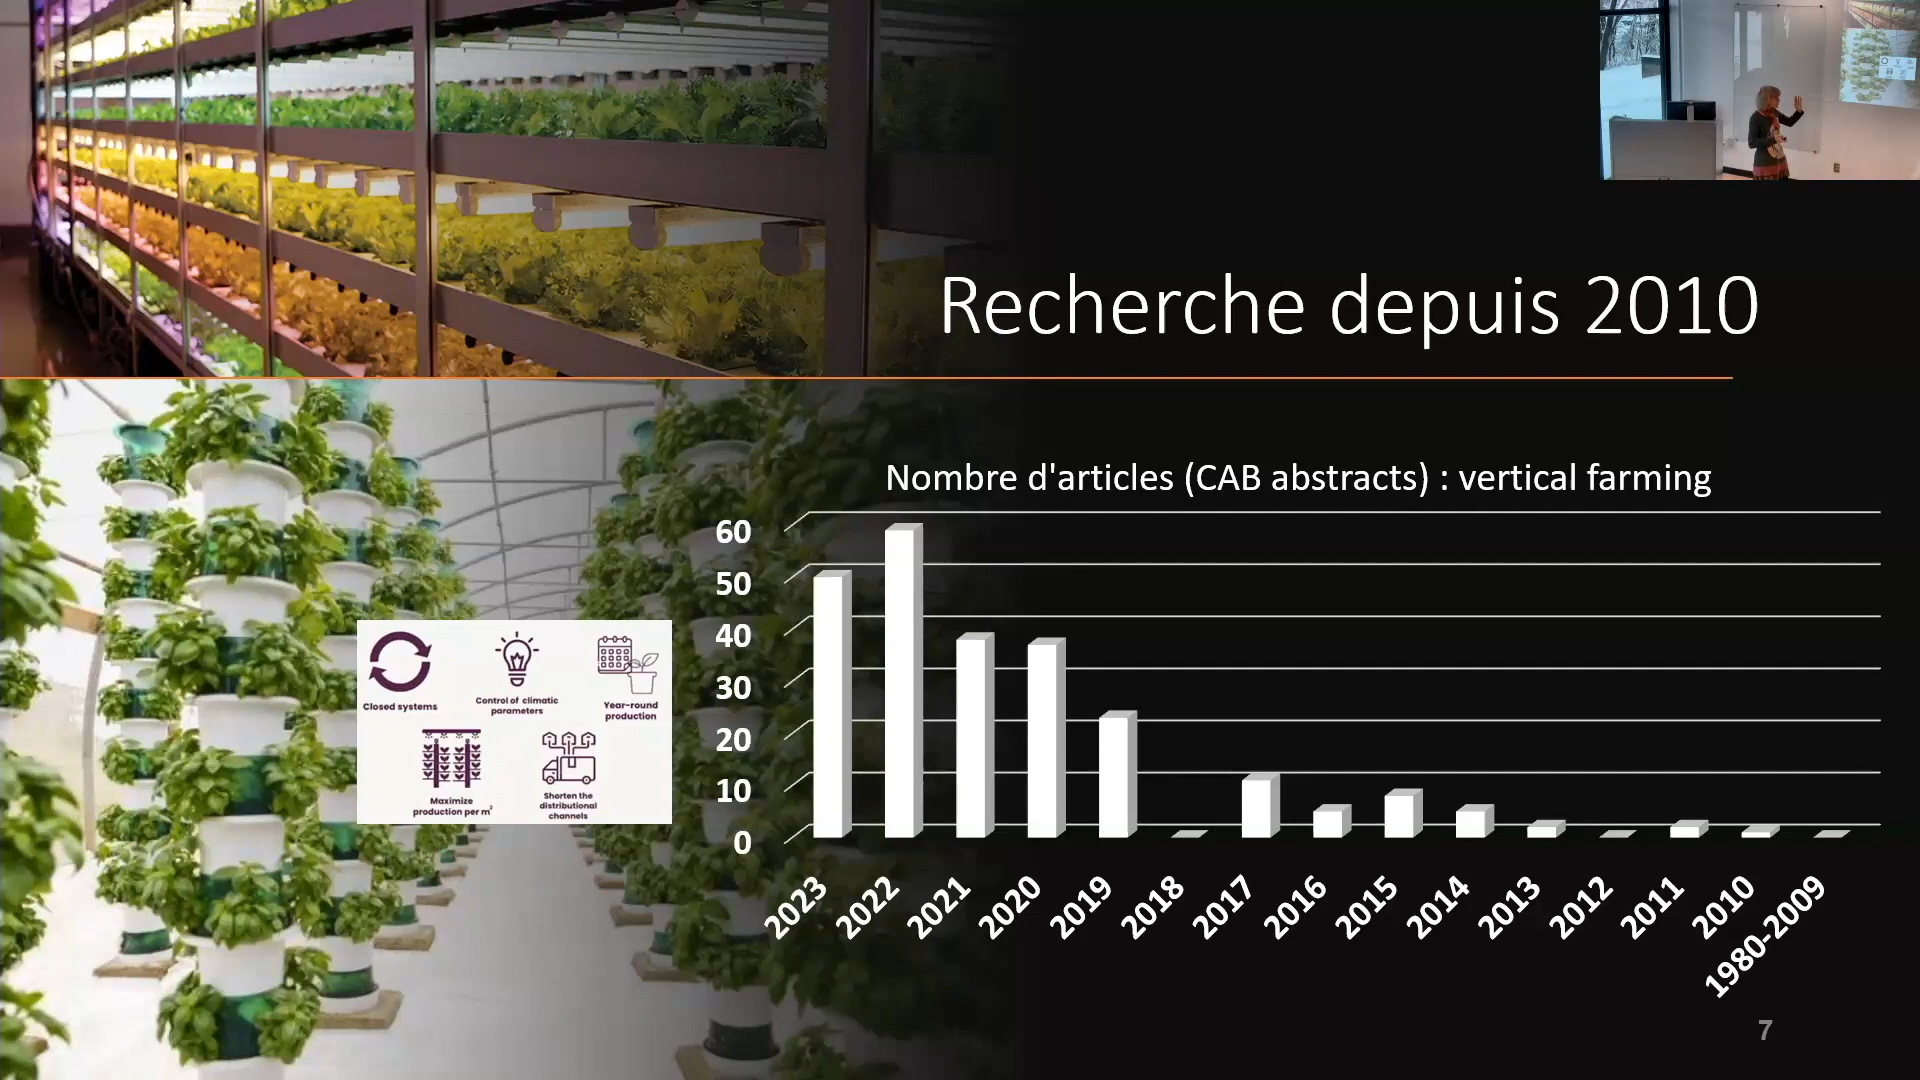 Recherche depuis 2010
Nombre d'articles (CAB abstracts) : vertical farming
60
50
40
30
20
10
0
2023
2022
2021
2020
2019
2018
2017
2016
2015
2014
2013
2012
2011
2010
1980-2009
Closed systems
Control of climatic
parameters
Year-round
production
Maximize
production per m²
Shorten the
distributional
channels
7